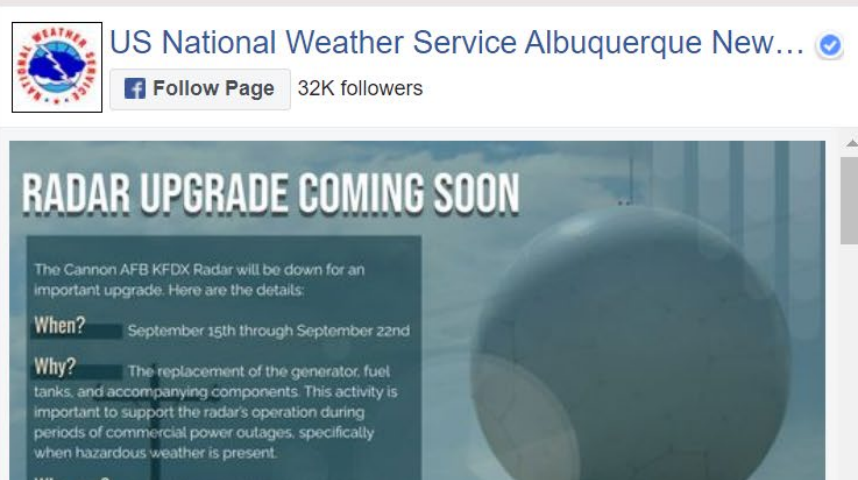 NATIONAL WEATHER SERVICE
US National Weather Service Albuquerque New...
Follow Page
32K followers
RADAR UPGRADE COMING SOON
The Cannon AFB KFDX Radar will be down for an
important upgrade. Here are the details:
When? September 15th through September 22nd
Why? The replacement of the generator, fuel
tanks, and accompanying components. This activity is
important to support the radar's operation during
periods of commercial power outages, specifically
when hazardous weather is present.